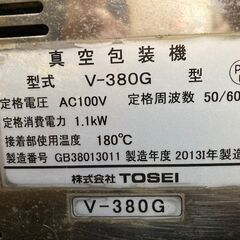 真空包装機
型式 V-380G 型
定格電圧 AC100V 定格周波数 50/60
定格消費電力 1.1kW
接着部使用温度 180℃
製造番号 GB38013011 製造年度 2013I年製造
株式会社 TOSEI
V-380G